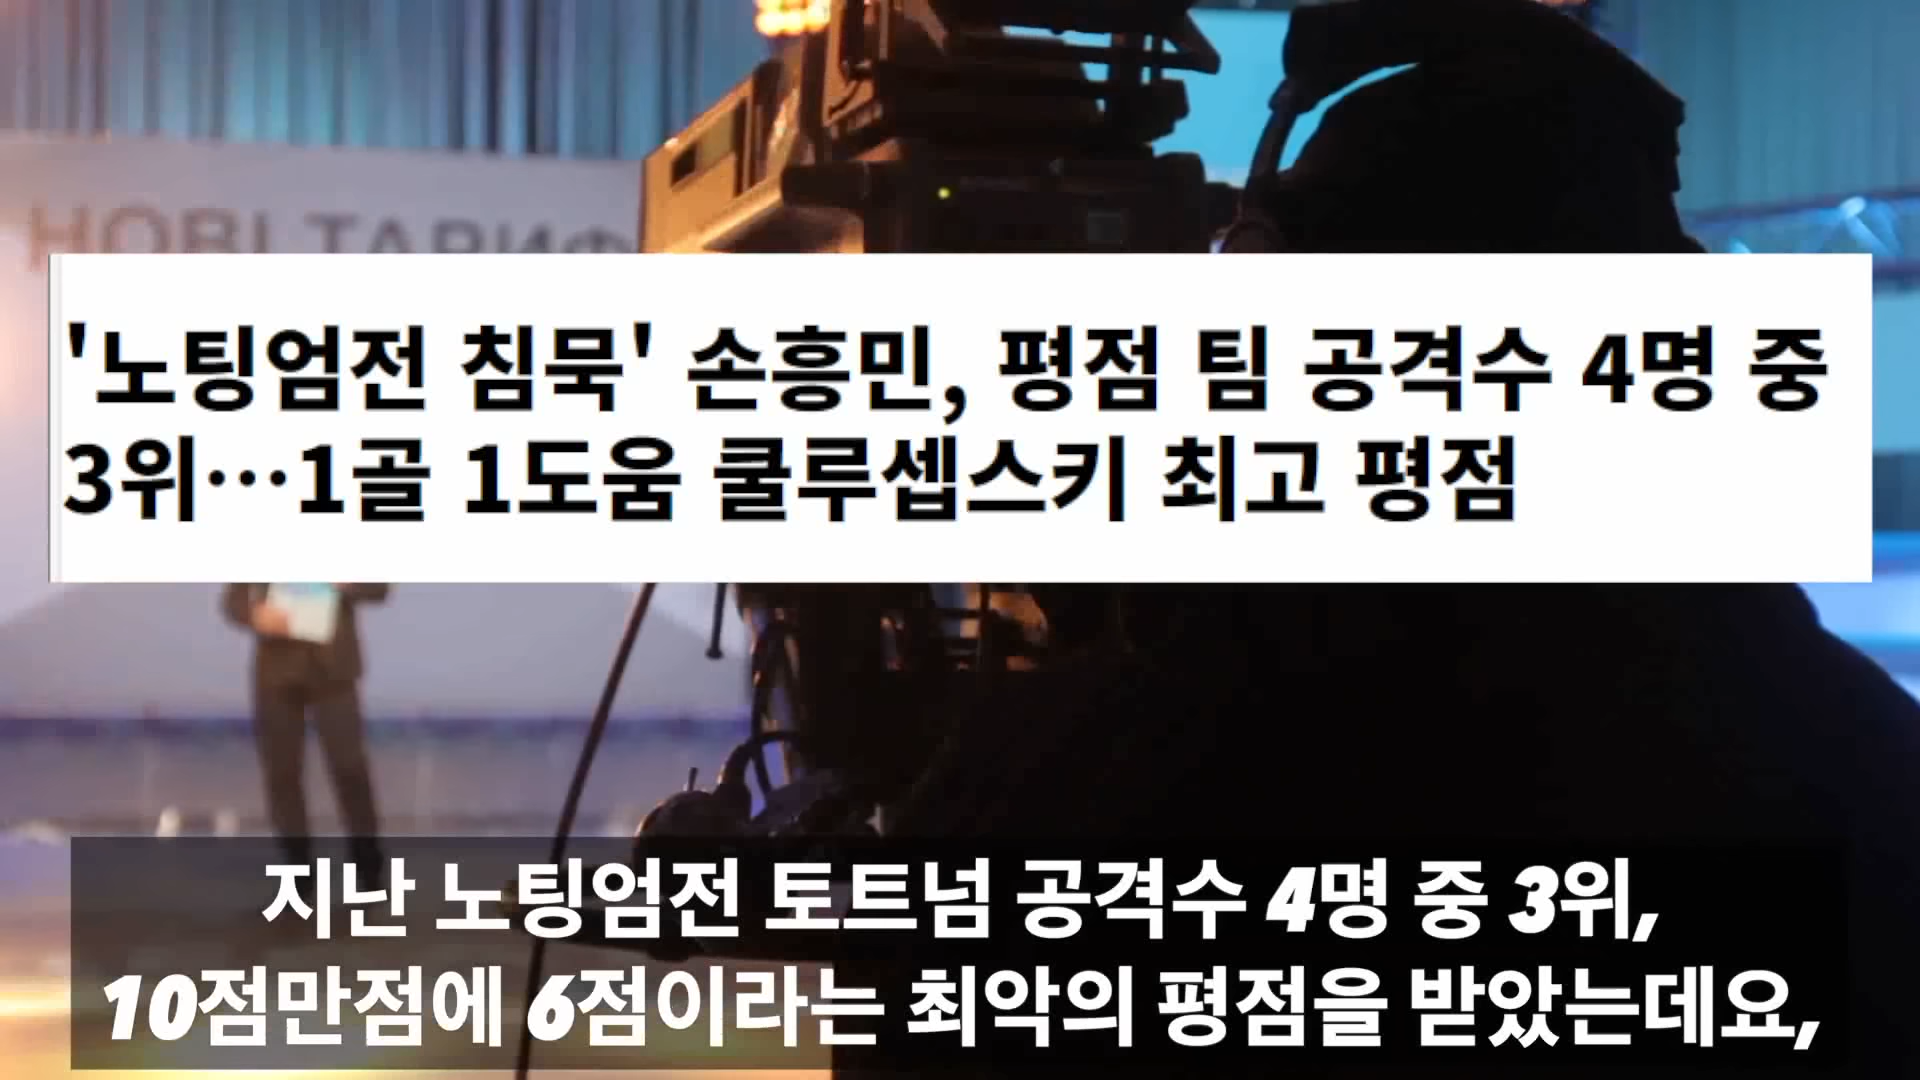 НОВІ ТАРИФ
'노팅엄전 침묵' 손흥민, 평점 팀 공격수 4명 중
3위…1골 1도움 쿨루셉스키 최고 평점
지난 노팅엄전 토트넘 공격수 4명 중 3위,
10점만점에 6점이라는 최악의 평점을 받았는데요,